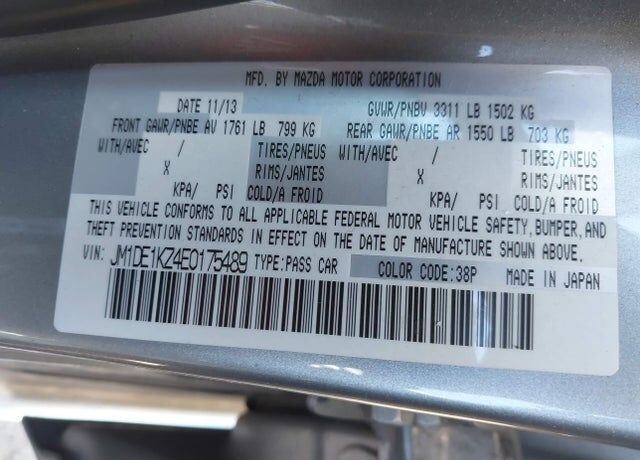 MFD. BY MAZDA MOTOR CORPORATION
DATE 11/13 GVWR/PNBV 3311 LB 1502 KG
FRONT GAWR/PNBE AV 1761 LB 799 KG REAR GAWR/PNBE AR 1550 LB 703 KG
WITH/AVEC / TIRES/PNEUS WITH/AVEC / TIRES/PNEUS
X RIMS/JANTES X RIMS/JANTES
KPA/ PSI COLD/A FROID KPA/ PSI COLD/A FROID
THIS VEHICLE CONFORMS TO ALL APPLICABLE FEDERAL MOTOR VEHICLE SAFETY, BUMPER, AND
THEFT PREVENTION STANDARDS IN EFFECT ON THE DATE OF MANUFACTURE SHOWN ABOVE.
VIN: JM1DE1KZ4E0175489 TYPE:PASS CAR COLOR CODE:38P MADE IN JAPAN